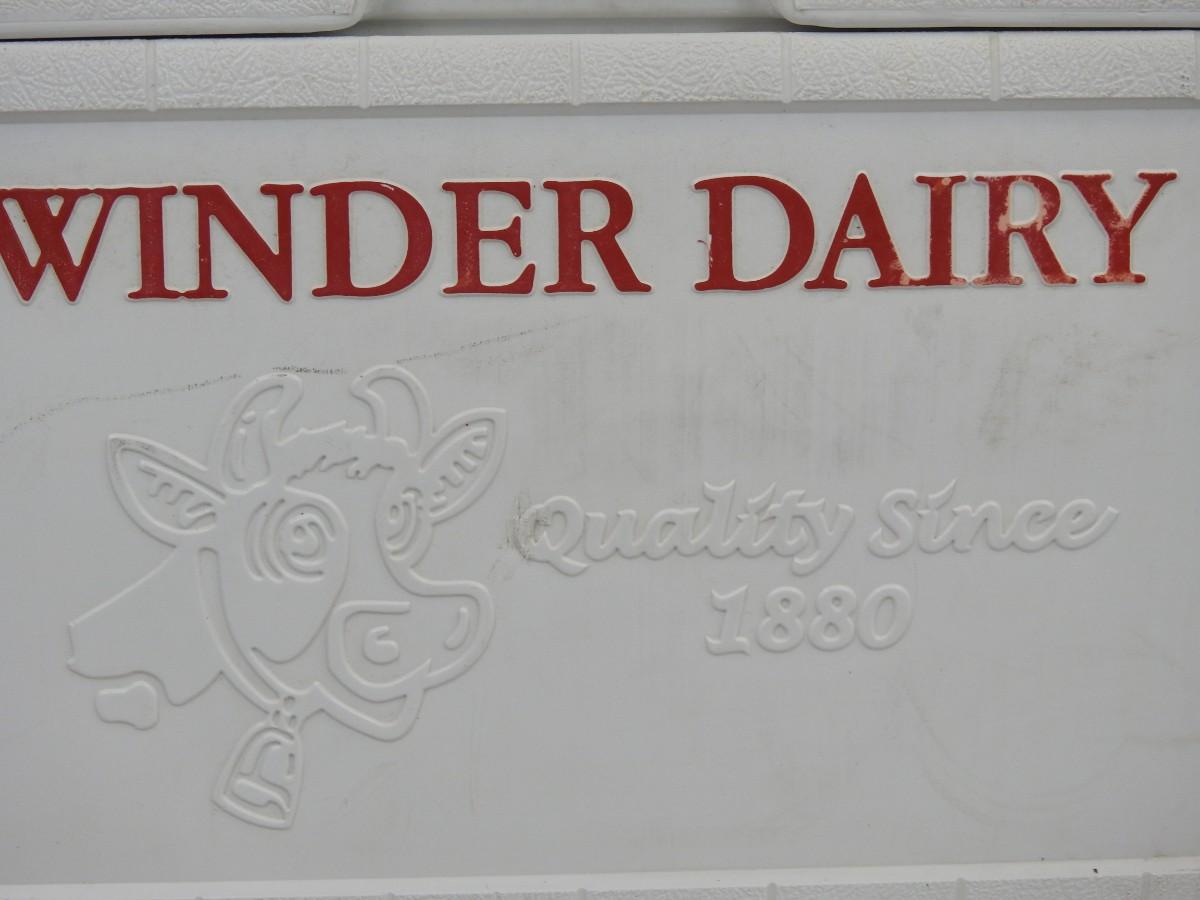 WINDER DAIRY
Quality Since
1880